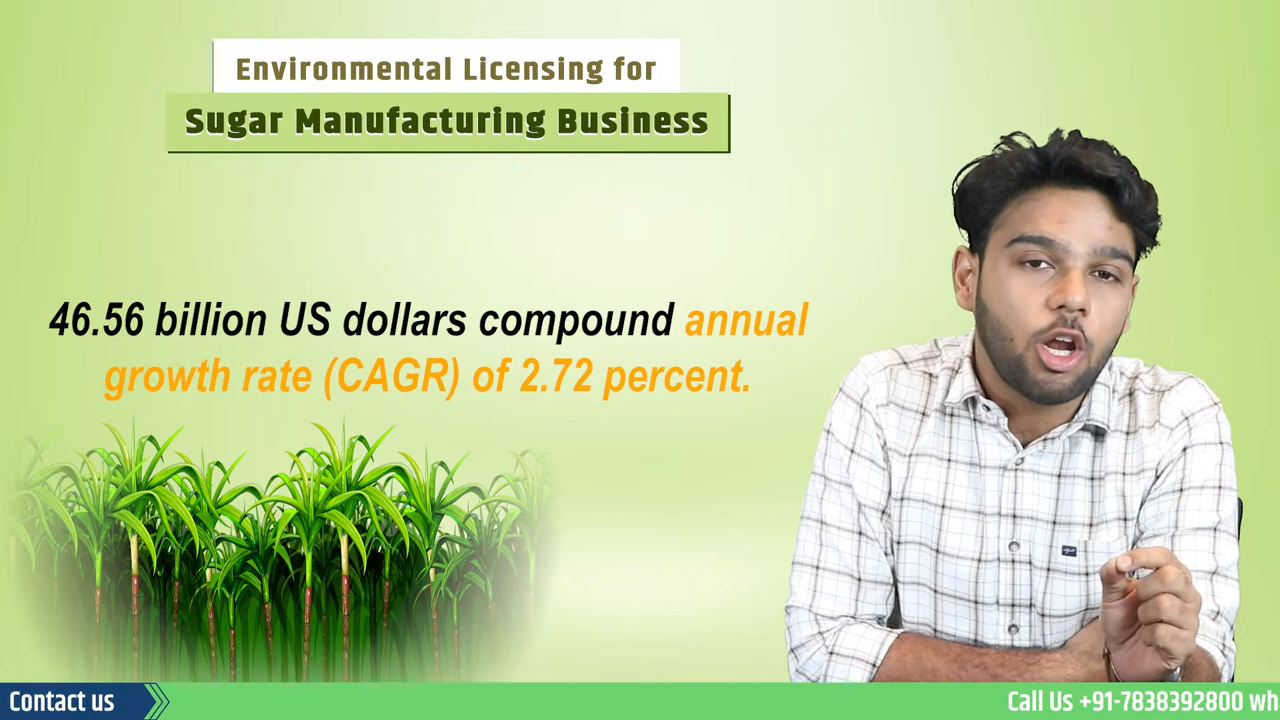 Environmental Licensing for
Sugar Manufacturing Business
46.56 billion US dollars compound annual
growth rate (CAGR) of 2.72 percent.
Contact us
Call Us +91-7838392800 wh